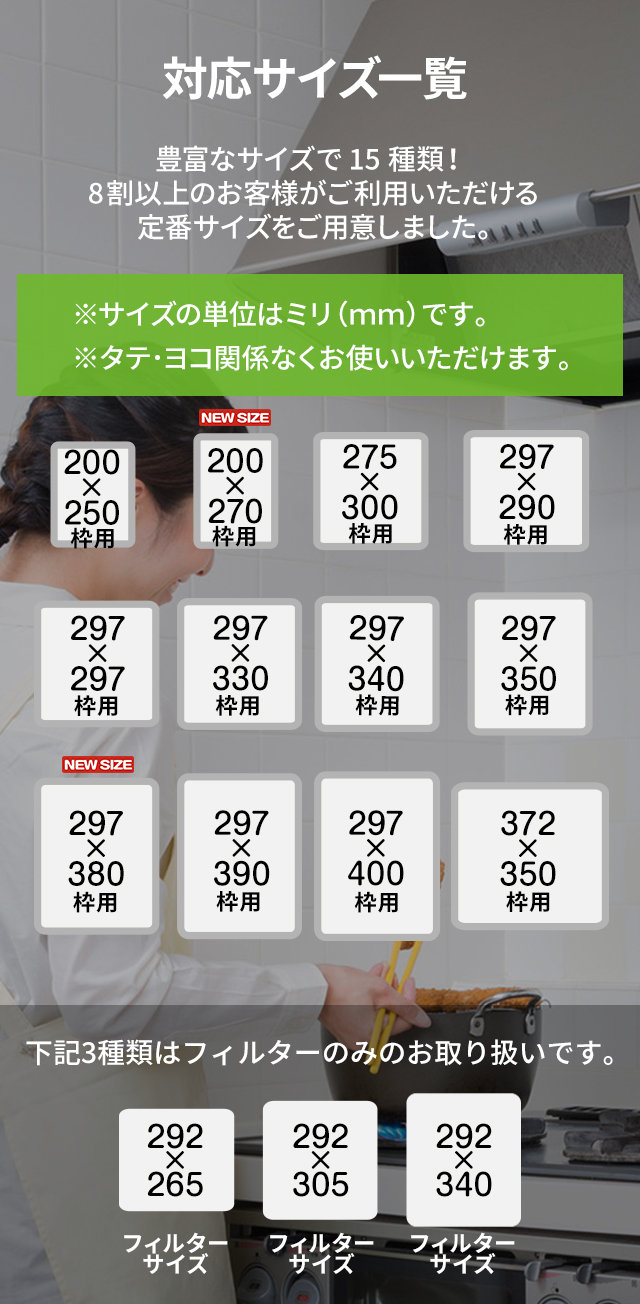 対応サイズ一覧
豊富なサイズで 15 種類！
8割以上のお客様がご利用いただける
定番サイズをご用意しました。
※サイズの単位はミリ（mm）です。
※タテ・ヨコ関係なくお使いいただけます。
200
×
250
枠用
NEW SIZE
200
×
270
枠用
275
×
300
枠用
297
×
290
枠用
297
×
297
枠用
297
×
330
枠用
297
×
340
枠用
297
×
350
枠用
NEW SIZE
297
×
380
枠用
297
×
390
枠用
297
×
400
枠用
372
×
350
枠用
下記3種類はフィルターのみのお取り扱いです。
292
×
265
フィルター
サイズ
292
×
305
フィルター
サイズ
292
×
340
フィルター
サイズ